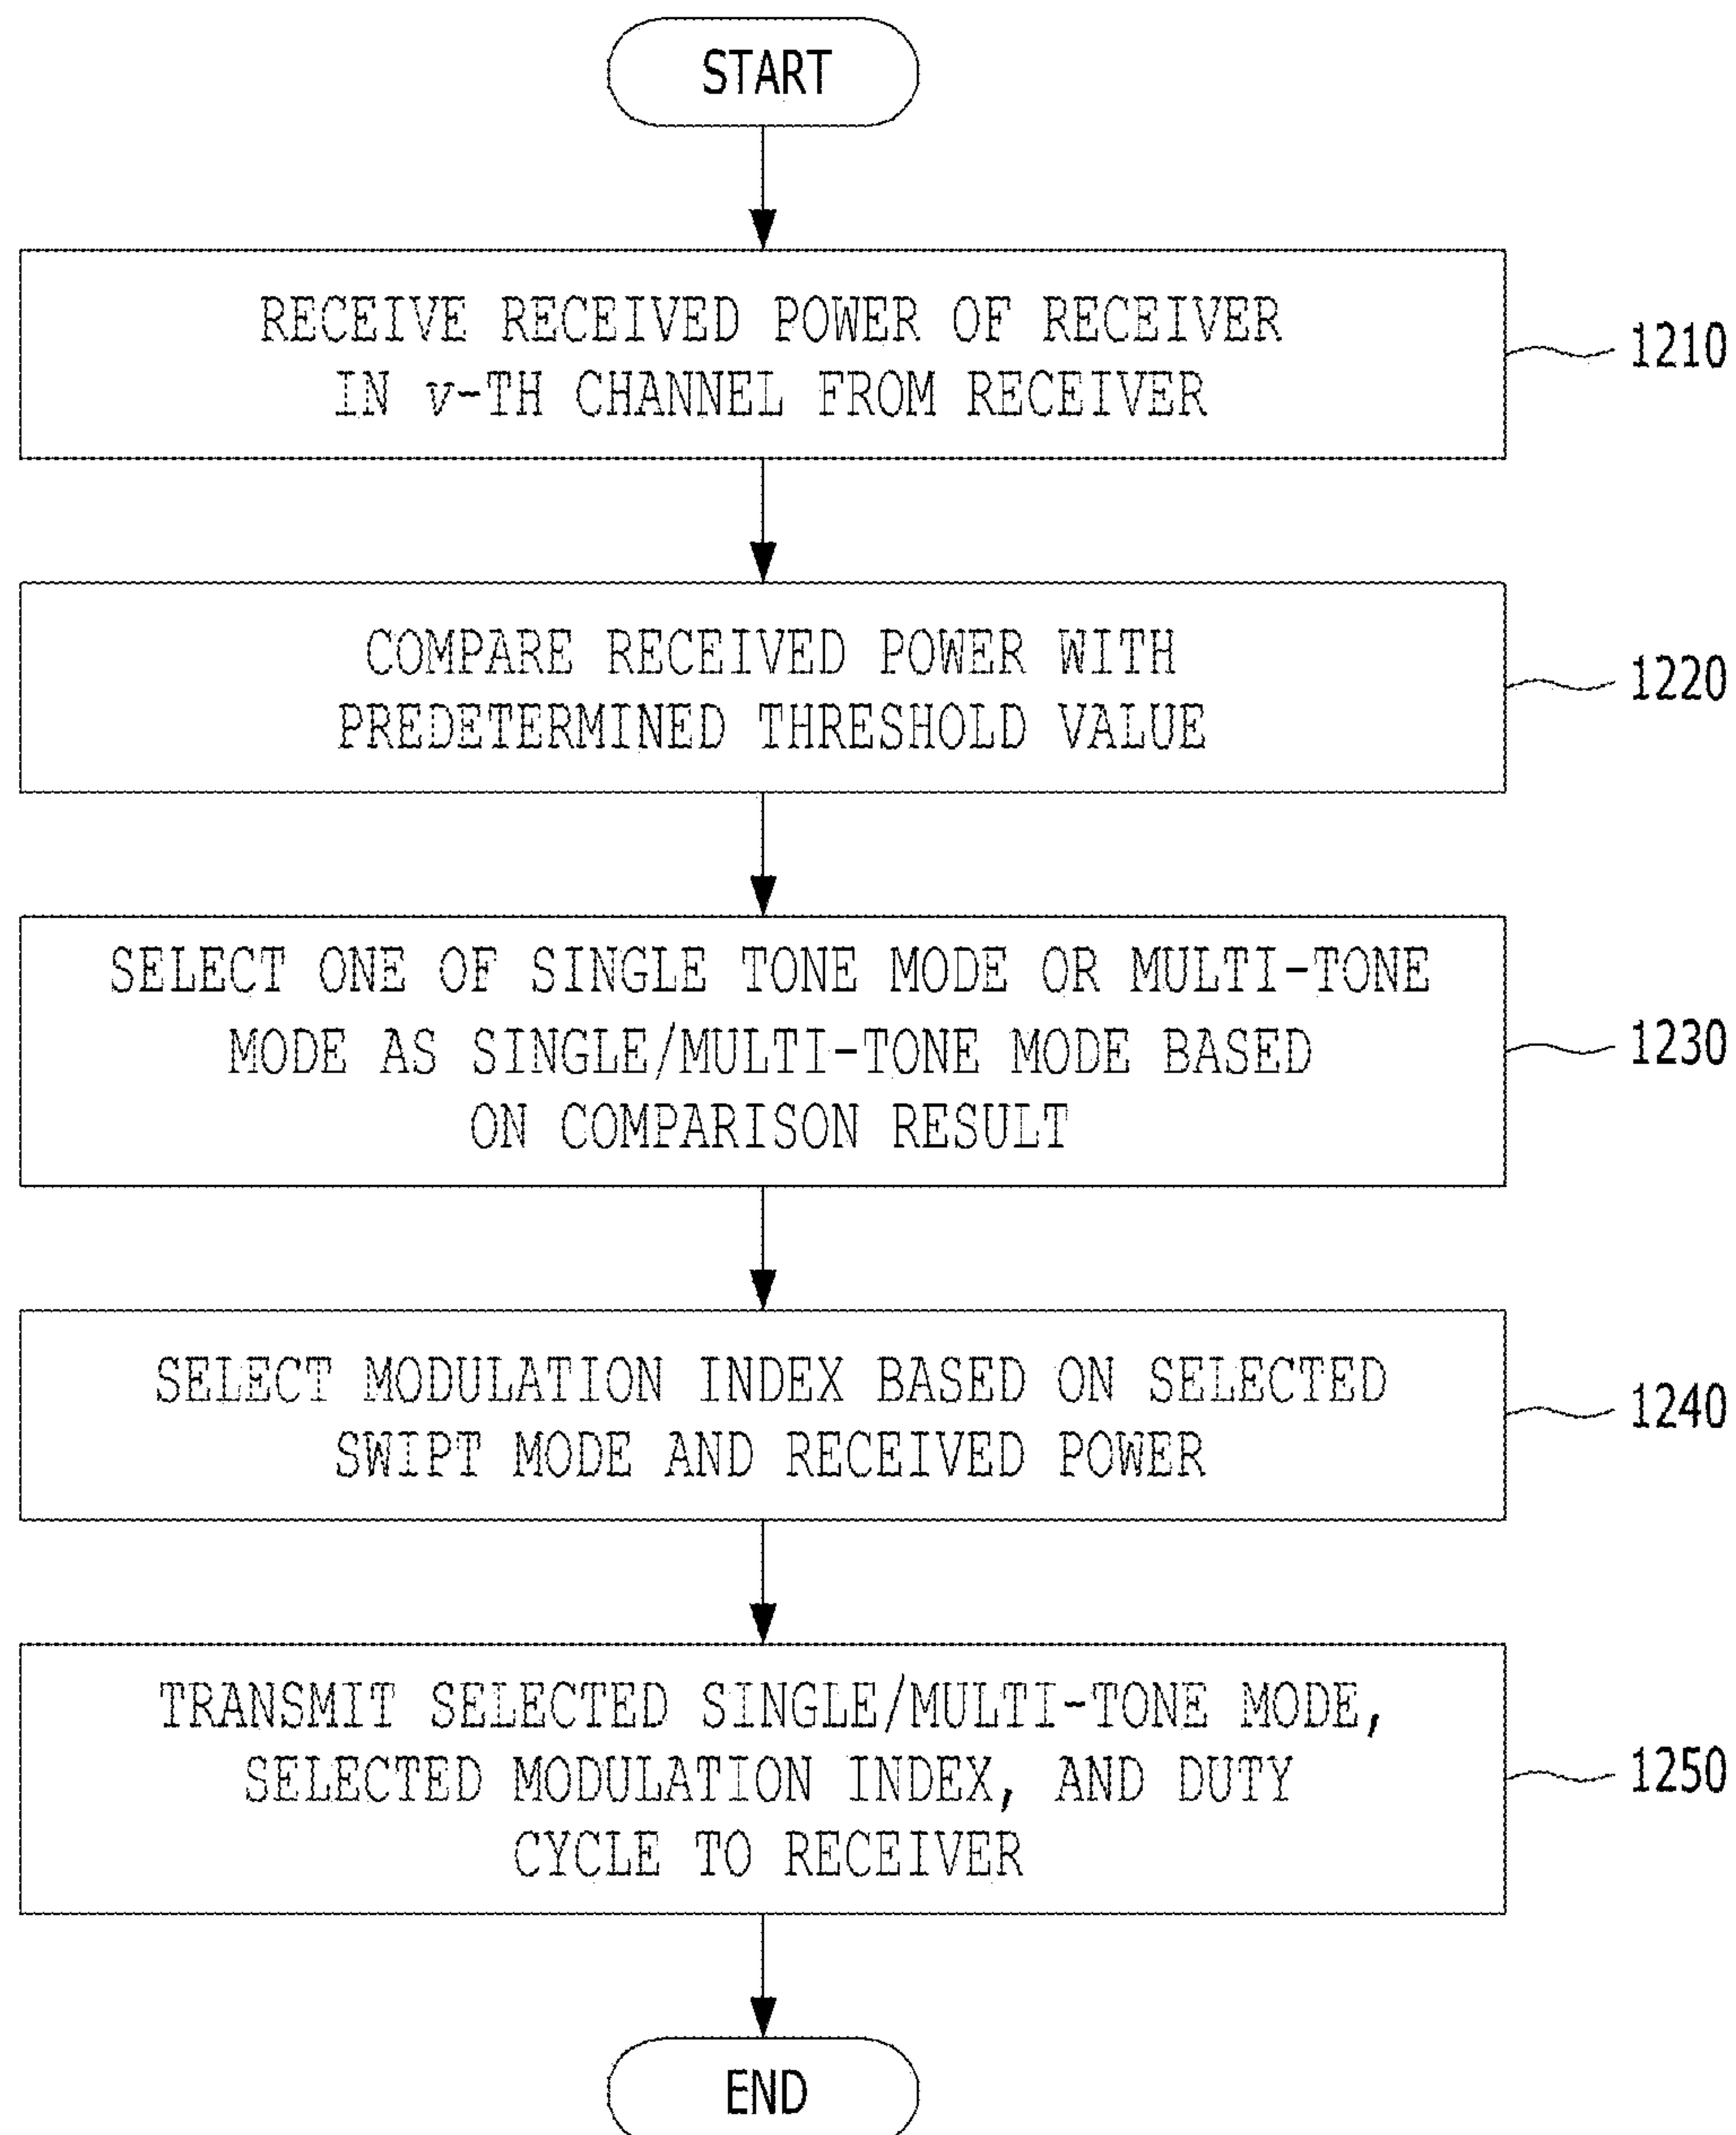 START
RECEIVE RECEIVED POWER OF RECEIVER
IN v-TH CHANNEL FROM RECEIVER
1210
COMPARE RECEIVED POWER WITH
PREDETERMINED THRESHOLD VALUE
1220
SELECT ONE OF SINGLE TONE MODE OR MULTI-TONE
MODE AS SINGLE/MULTI-TONE MODE BASED
ON COMPARISON RESULT
1230
SELECT MODULATION INDEX BASED ON SELECTED
SWIPT MODE AND RECEIVED POWER
1240
TRANSMIT SELECTED SINGLE/MULTI-TONE MODE,
SELECTED MODULATION INDEX, AND DUTY
CYCLE TO RECEIVER
1250
END